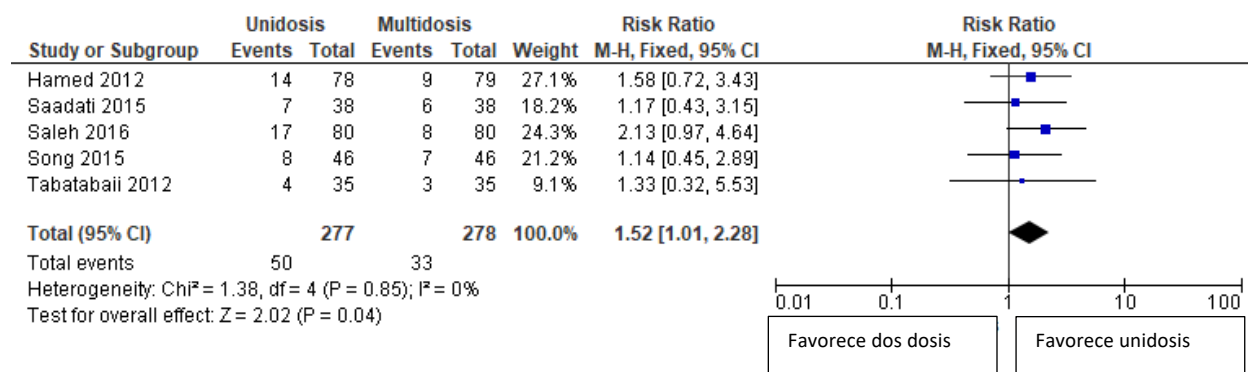 Unidosis Multidosis Risk Ratio Risk Ratio
Study or Subgroup Events Total Events Total Weight M-H, Fixed, 95% CI M-H, Fixed, 95% CI
Hamed 2012 14 78 9 79 27.1% 1.58 [0.72, 3.43]
Saadati 2015 7 38 6 38 18.2% 1.17 [0.43, 3.15]
Saleh 2016 17 80 8 80 24.3% 2.13 [0.97, 4.64]
Song 2015 8 46 7 46 21.2% 1.14 [0.45, 2.89]
Tabatabaii 2012 4 35 3 35 9.1% 1.33 [0.32, 5.53]
Total (95% CI) 277 278 100.0% 1.52 [1.01, 2.28]
Total events 50 33
Heterogeneity: Chi² = 1.38, df = 4 (P = 0.85); I² = 0%
Test for overall effect: Z = 2.02 (P = 0.04)
0.01 0.1 1 10 100
Favorece dos dosis Favorece unidosis